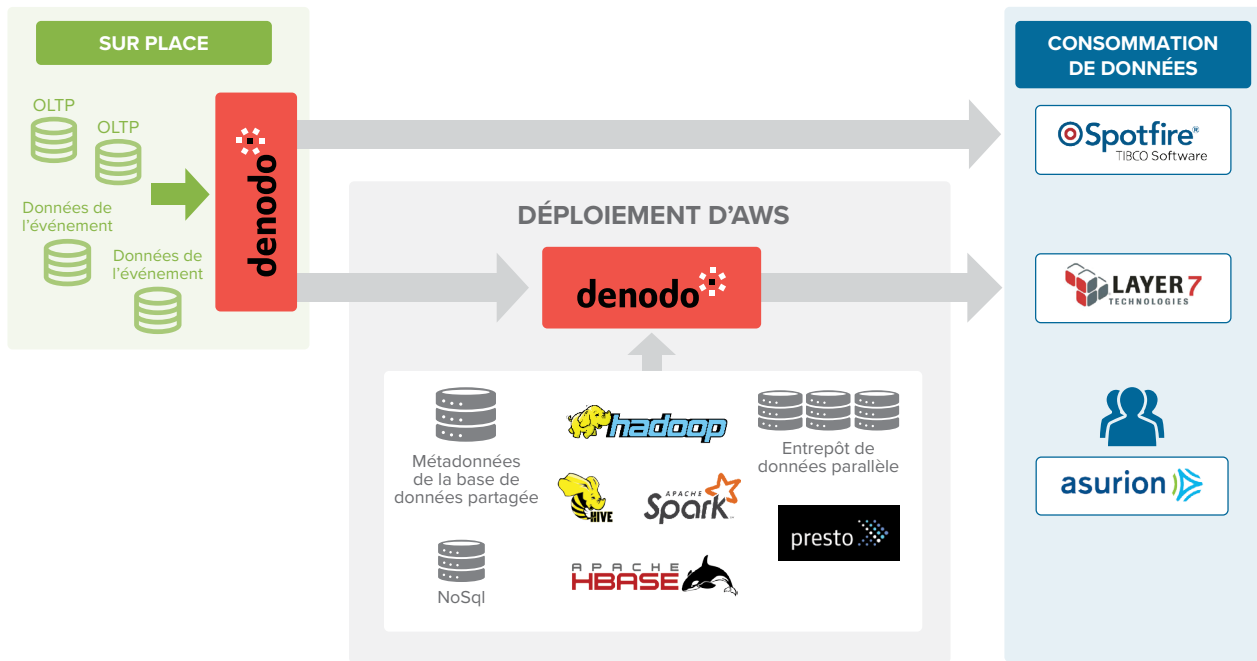 SUR PLACE
OLTP
OLTP
Données de
l'événement
Données de
l'événement
denodo
DÉPLOIEMENT D'AWS
denodo
Métadonnées
de la base de
données partagée
NoSql
hadoop
HIVE
APACHE
Spark
APACHE
HBASE
Entrepôt de
données parallèle
presto
CONSOMMATION
DE DONNÉES
Spotfire®
TIBCO Software
LAYER 7
TECHNOLOGIES
asurion